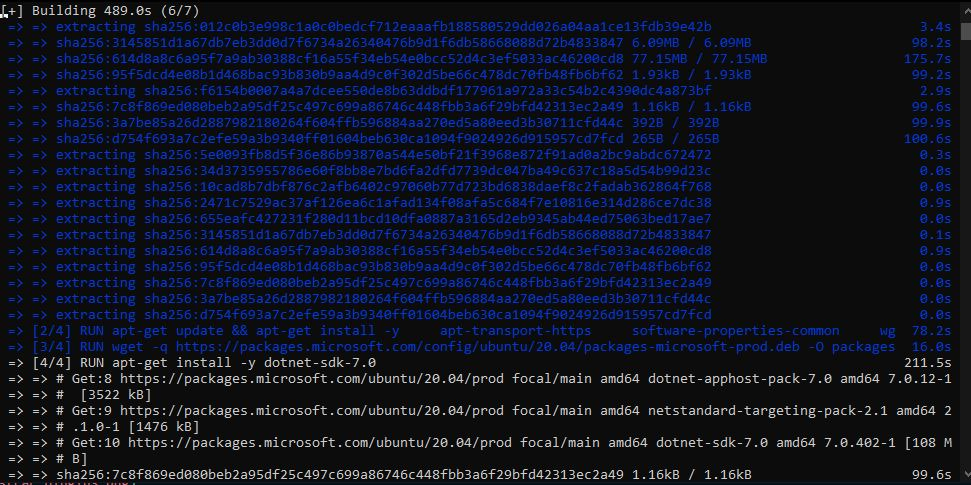 [+] Building 489.0s (6/7)
=> => extracting sha256:012c0b3e998c1a0c0bedcf712eaaafb188580529dd026a04aa1ce13fdb39e42b 3.4s
=> => sha256:3145851d1a67db7eb3dd0d7f6734a26340476b9d1f6db58668088d72b4833847 6.09MB / 6.09MB 98.2s
=> => sha256:614d8a8c6a95f7a9ab30388cf16a55f34eb54e0bcc52d4c3ef5033ac46200cd8 77.15MB / 77.15MB 175.7s
=> => sha256:95f5dcd4e08b1d468bac93b830b9aa4d9c0f302d5be66c478dc70fb48fb6bf62 1.93kB / 1.93kB 99.2s
=> => extracting sha256:f6154b0007a4a7dcee550de8b63ddbdf177961a972a33c54b2c4390dc4a873bf 2.9s
=> => sha256:7c8f869ed080beb2a95df25c497c699a86746c448fbb3a6f29bfd42313ec2a49 1.16kB / 1.16kB 99.6s
=> => sha256:3a7be85a26d2887982180264f604ffb596884aa270ed5a80eed3b30711cfd44c 392B / 392B 99.9s
=> => sha256:d754f693a7c2efe59a3b9340ff01604beb630ca1094f9024926d915957cd7fcd 265B / 265B 100.6s
=> => extracting sha256:5e0093fb8d5f36e86b93870a544e50bf21f3968e872f91ad0a2bc9abdc672472 0.3s
=> => extracting sha256:34d3735955786e60f8bb8e7bd6fa2dfd7739dc047ba49c637c18a5d54b99d23c 0.0s
=> => extracting sha256:10cad8b7dbf876c2afb6402c97060b77d723bd6838daef8c2fadab362864f768 0.0s
=> => extracting sha256:2471c7529ac37af126ea6c1afad134f08afa5c684f7e10816e314d286ce7dc38 0.9s
=> => extracting sha256:655eafc427231f280d11bcd10dfa0887a3165d2eb9345ab44ed75063bed17ae7 0.0s
=> => extracting sha256:3145851d1a67db7eb3dd0d7f6734a26340476b9d1f6db58668088d72b4833847 0.1s
=> => extracting sha256:614d8a8c6a95f7a9ab30388cf16a55f34eb54e0bcc52d4c3ef5033ac46200cd8 0.9s
=> => extracting sha256:95f5dcd4e08b1d468bac93b830b9aa4d9c0f302d5be66c478dc70fb48fb6bf62 0.0s
=> => extracting sha256:7c8f869ed080beb2a95df25c497c699a86746c448fbb3a6f29bfd42313ec2a49 0.0s
=> => extracting sha256:3a7be85a26d2887982180264f604ffb596884aa270ed5a80eed3b30711cfd44c 0.0s
=> => extracting sha256:d754f693a7c2efe59a3b9340ff01604beb630ca1094f9024926d915957cd7fcd 0.0s
=> [2/4] RUN apt-get update && apt-get install -y     apt-transport-https     software-properties-common     wg 78.2s
=> [3/4] RUN wget -q https://packages.microsoft.com/config/ubuntu/20.04/packages-microsoft-prod.deb -O packages 16.0s
=> [4/4] RUN apt-get install -y dotnet-sdk-7.0 211.5s
=> => # Get:8 https://packages.microsoft.com/ubuntu/20.04/prod focal/main amd64 dotnet-apphost-pack-7.0 amd64 7.0.12-1
=> => #  [3522 kB]
=> => # Get:9 https://packages.microsoft.com/ubuntu/20.04/prod focal/main amd64 netstandard-targeting-pack-2.1 amd64 2
=> => # .1.0-1 [1476 kB]
=> => # Get:10 https://packages.microsoft.com/ubuntu/20.04/prod focal/main amd64 dotnet-sdk-7.0 amd64 7.0.402-1 [108 M
=> => # B]
=> => sha256:7c8f869ed080beb2a95df25c497c699a86746c448fbb3a6f29bfd42313ec2a49 1.16kB / 1.16kB 99.6s